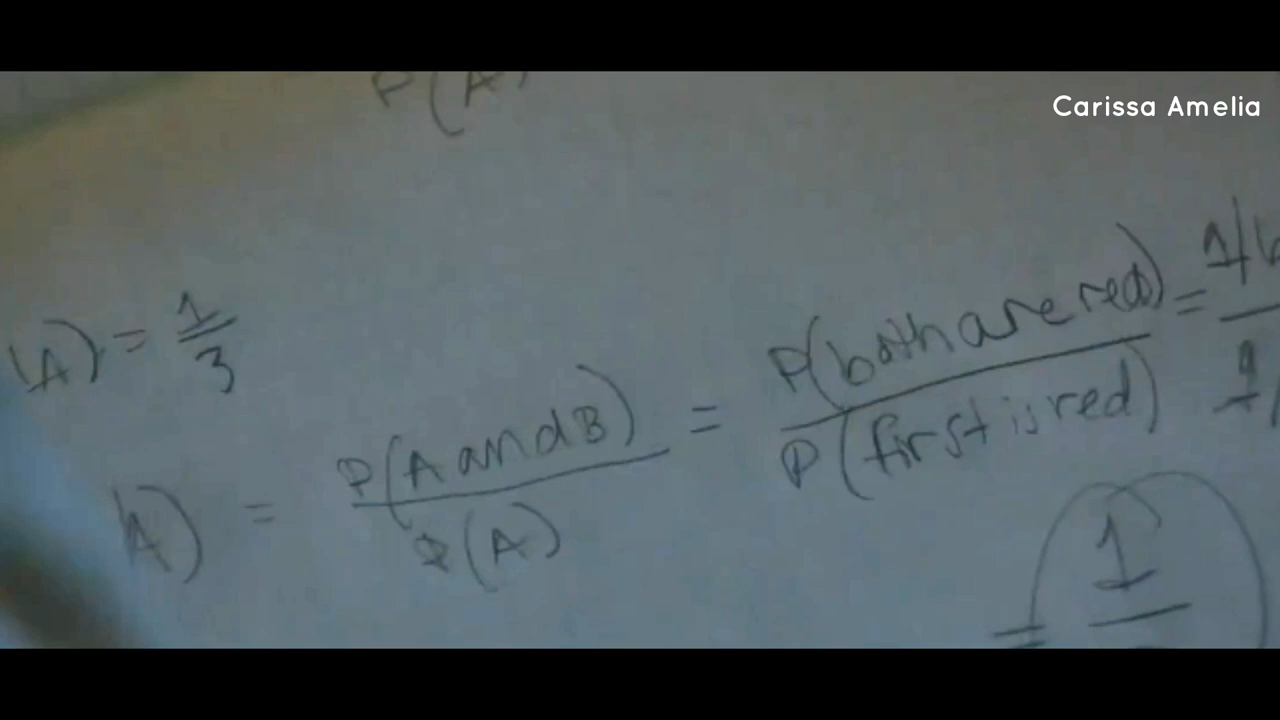 P(A)
Carissa Amelia
(A) = 1/3
A) = P(A and B)/P(A) = P(both are red)/P(first is red) =
= 1